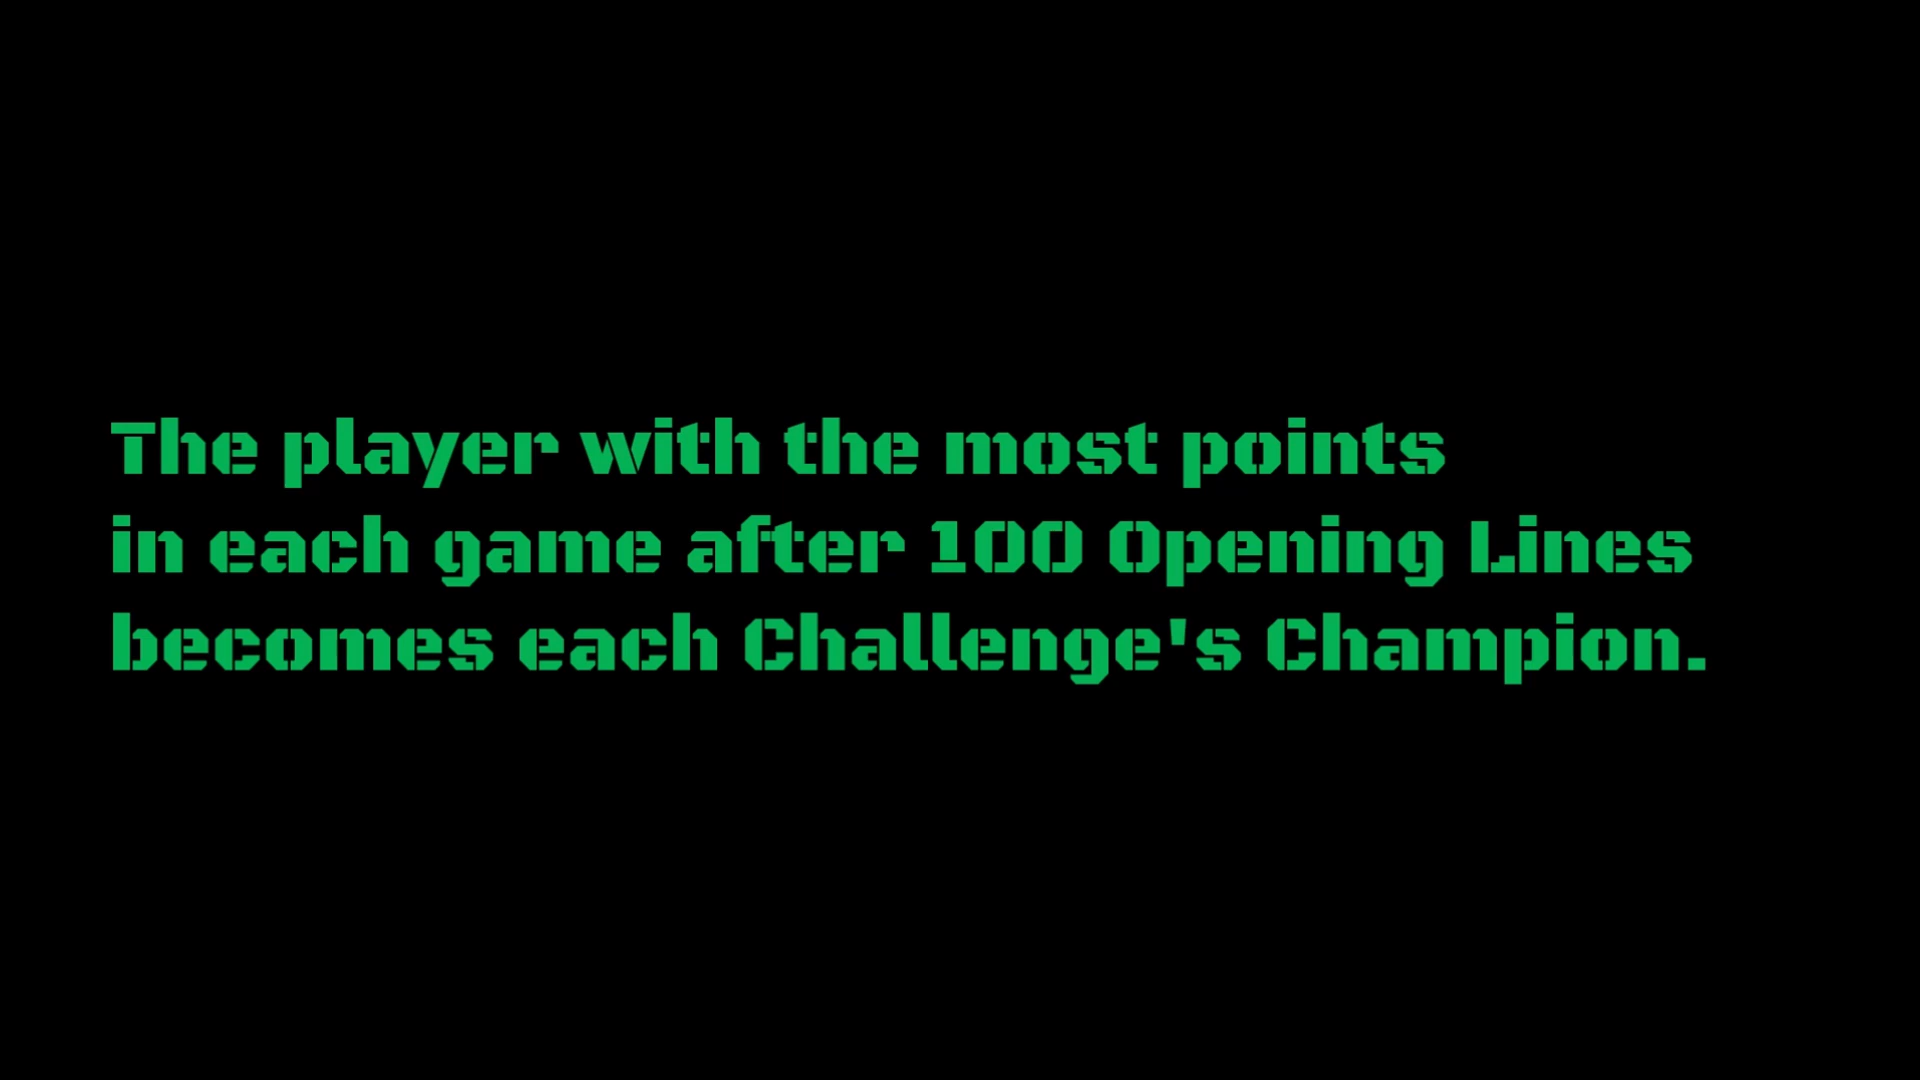 The player with the most points
in each game after 100 Opening Lines
becomes each Challenge's Champion.